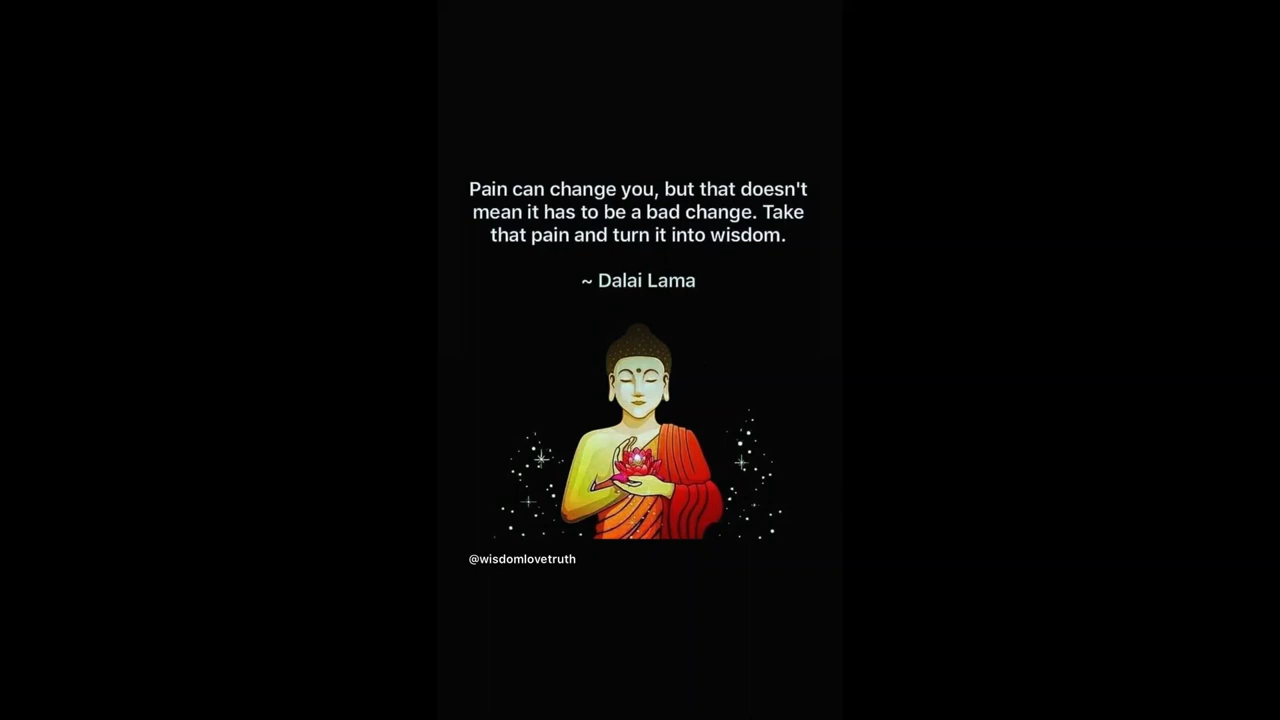 Pain can change you, but that doesn't
mean it has to be a bad change. Take
that pain and turn it into wisdom.
~ Dalai Lama
@wisdomlovetruth